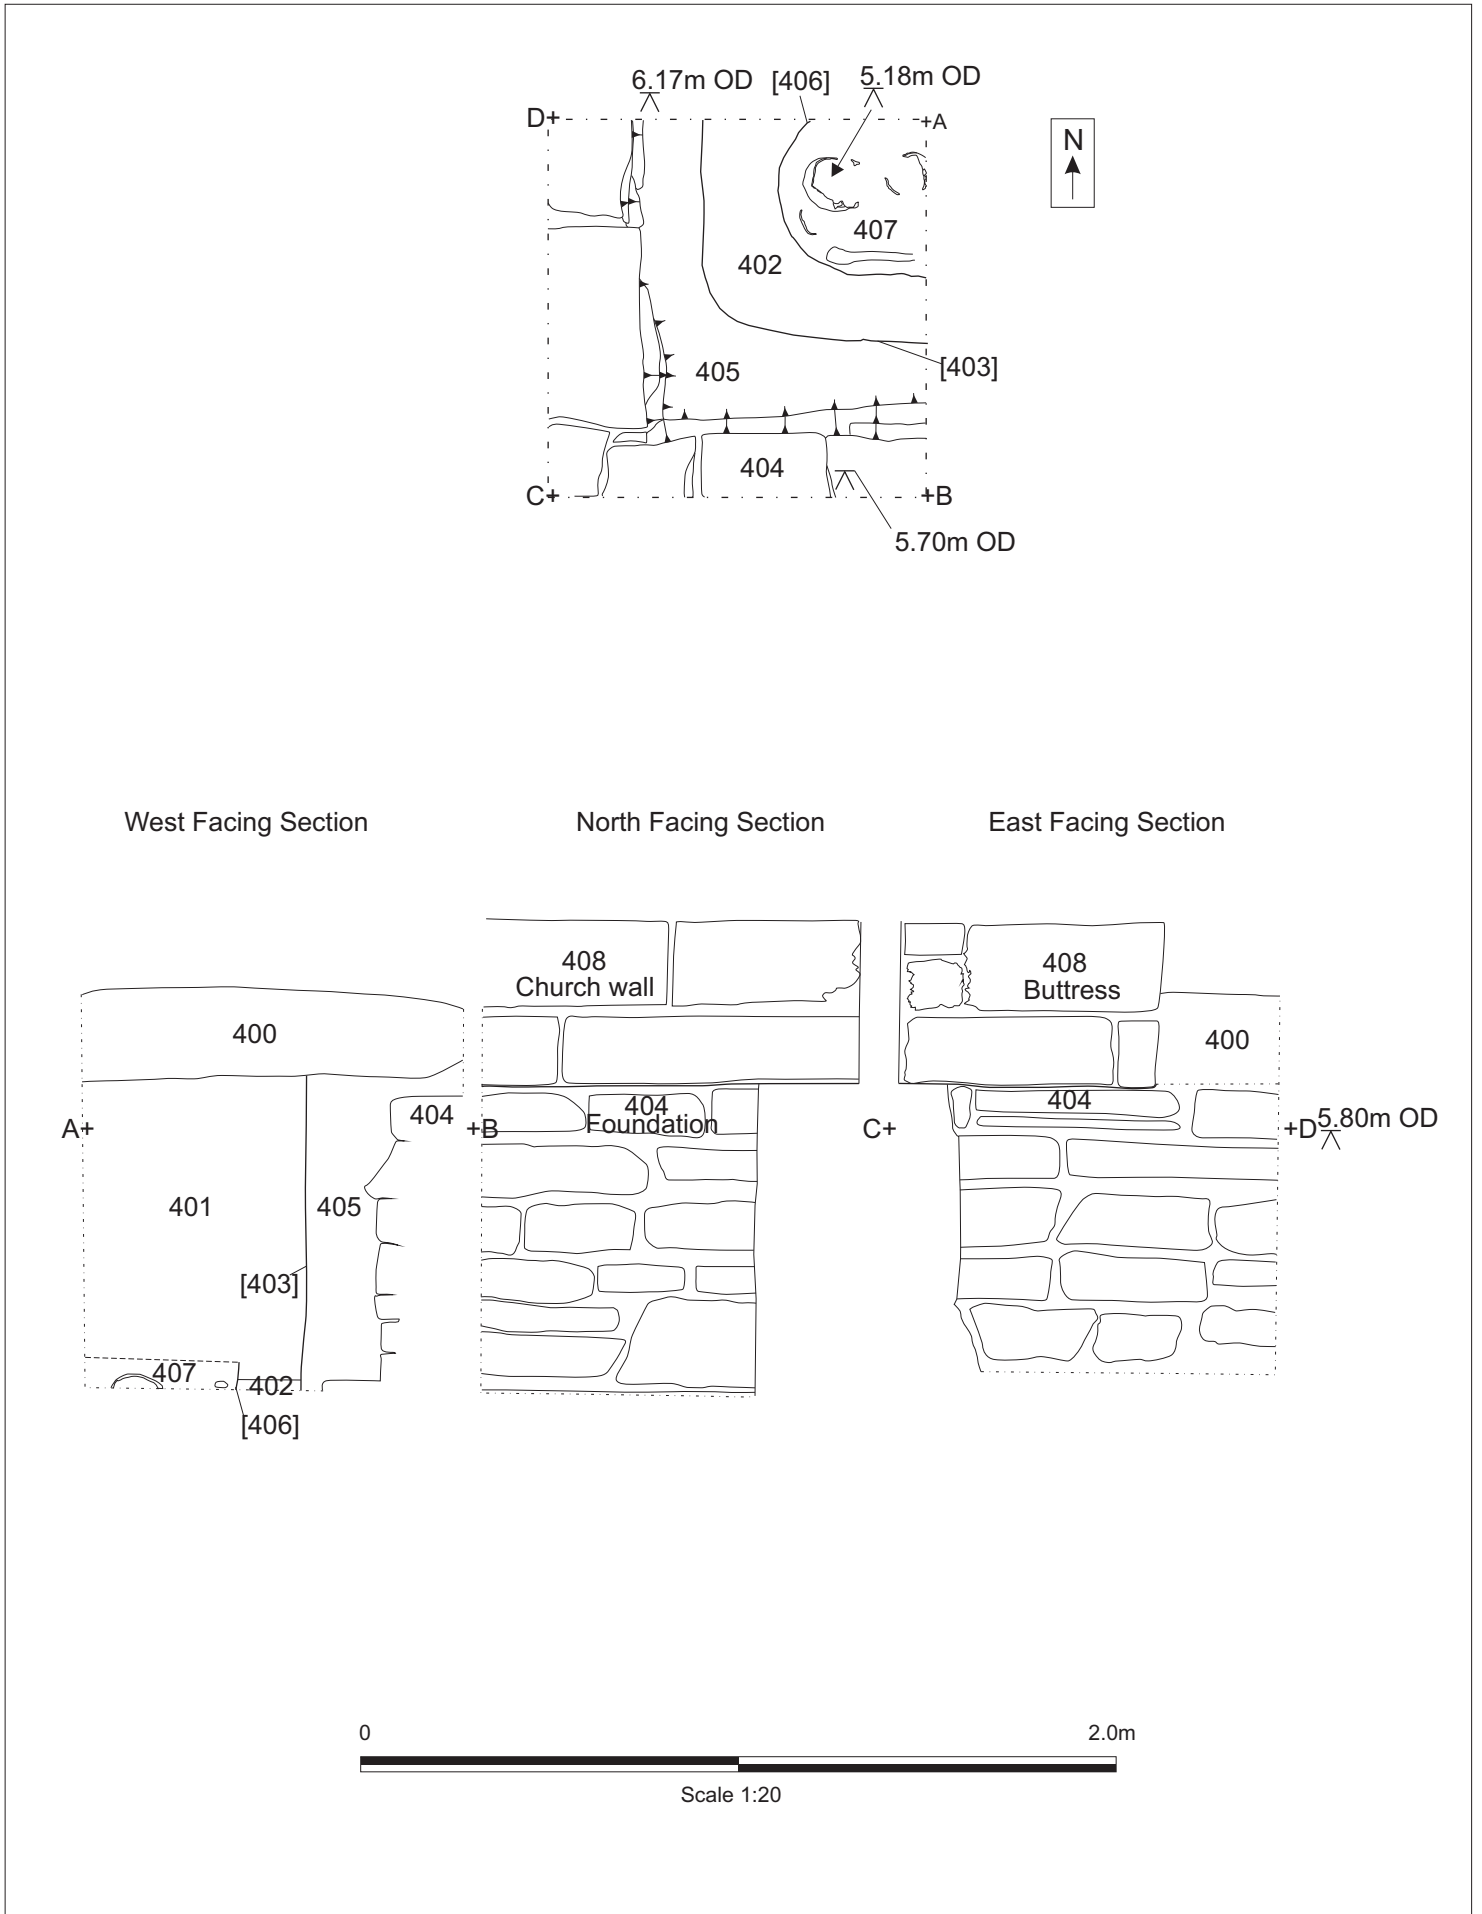 6.17m OD [406] 5.18m OD
D+ +A
N
407
402
[403]
405
404
C+ +B
5.70m OD
West Facing Section North Facing Section East Facing Section
408
Church wall
408
Buttress
400
400
404
404
Foundation
404
A+ +B C+ +D 5.80m OD
401 405
[403]
407
402
[406]
0 2.0m
Scale 1:20